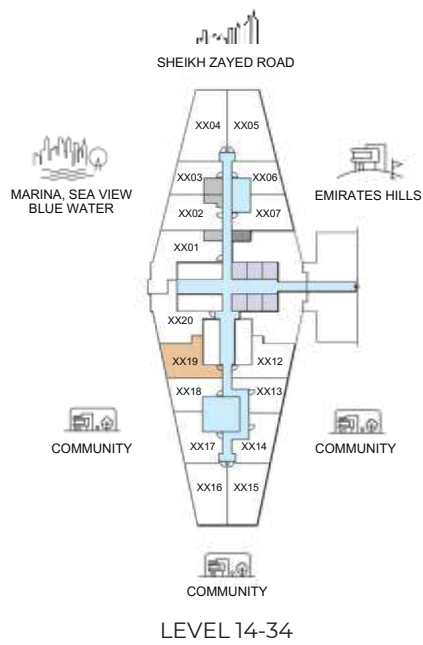 SHEIKH ZAYED ROAD
XX04 XX05
MARINA, SEA VIEW
BLUE WATER
XX03 XX06
EMIRATES HILLS
XX02 XX07
XX01
XX20
XX19 XX12
XX18 XX13
COMMUNITY
XX17 XX14
COMMUNITY
XX16 XX15
COMMUNITY
LEVEL 14-34